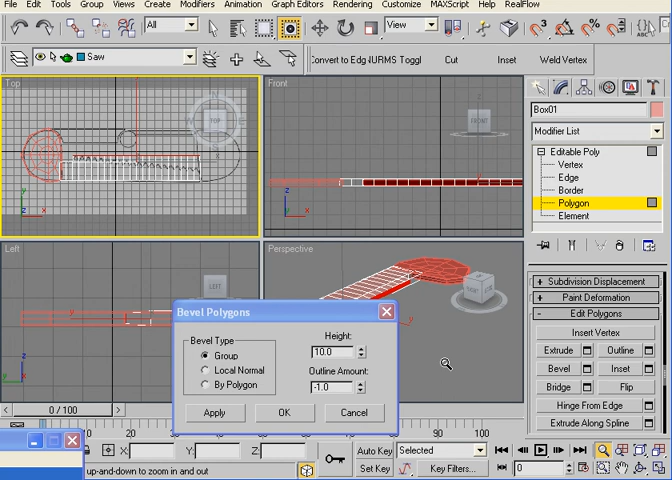 File Edit Tools Group Views Create Modifiers Animation Graph Editors Rendering Customize MAXScript Help RealFlow
All View
Saw Convert to Edg NURMS Toggl Cut Inset Weld Vertex
Top
N
W
TOP
E
S
y
x
Front
FRONT
z
x
Left
LEFT
Perspective
Box01
Modifier List
Editable Poly
Vertex
Edge
Border
Polygon
Element
+ Subdivision Displacement
+ Paint Deformation
- Edit Polygons
Insert Vertex
Extrude Outline
Bevel Inset
Bridge Flip
Hinge From Edge
Extrude Along Spline
Bevel Polygons
Bevel Type
Group
Local Normal
By Polygon
Height:
10.0
Outline Amount:
-1.0
Apply OK Cancel
0 / 100
90 100
X: Y: Z:
up-and-down to zoom in and out
Auto Key Selected
Set Key Key Filters...
0